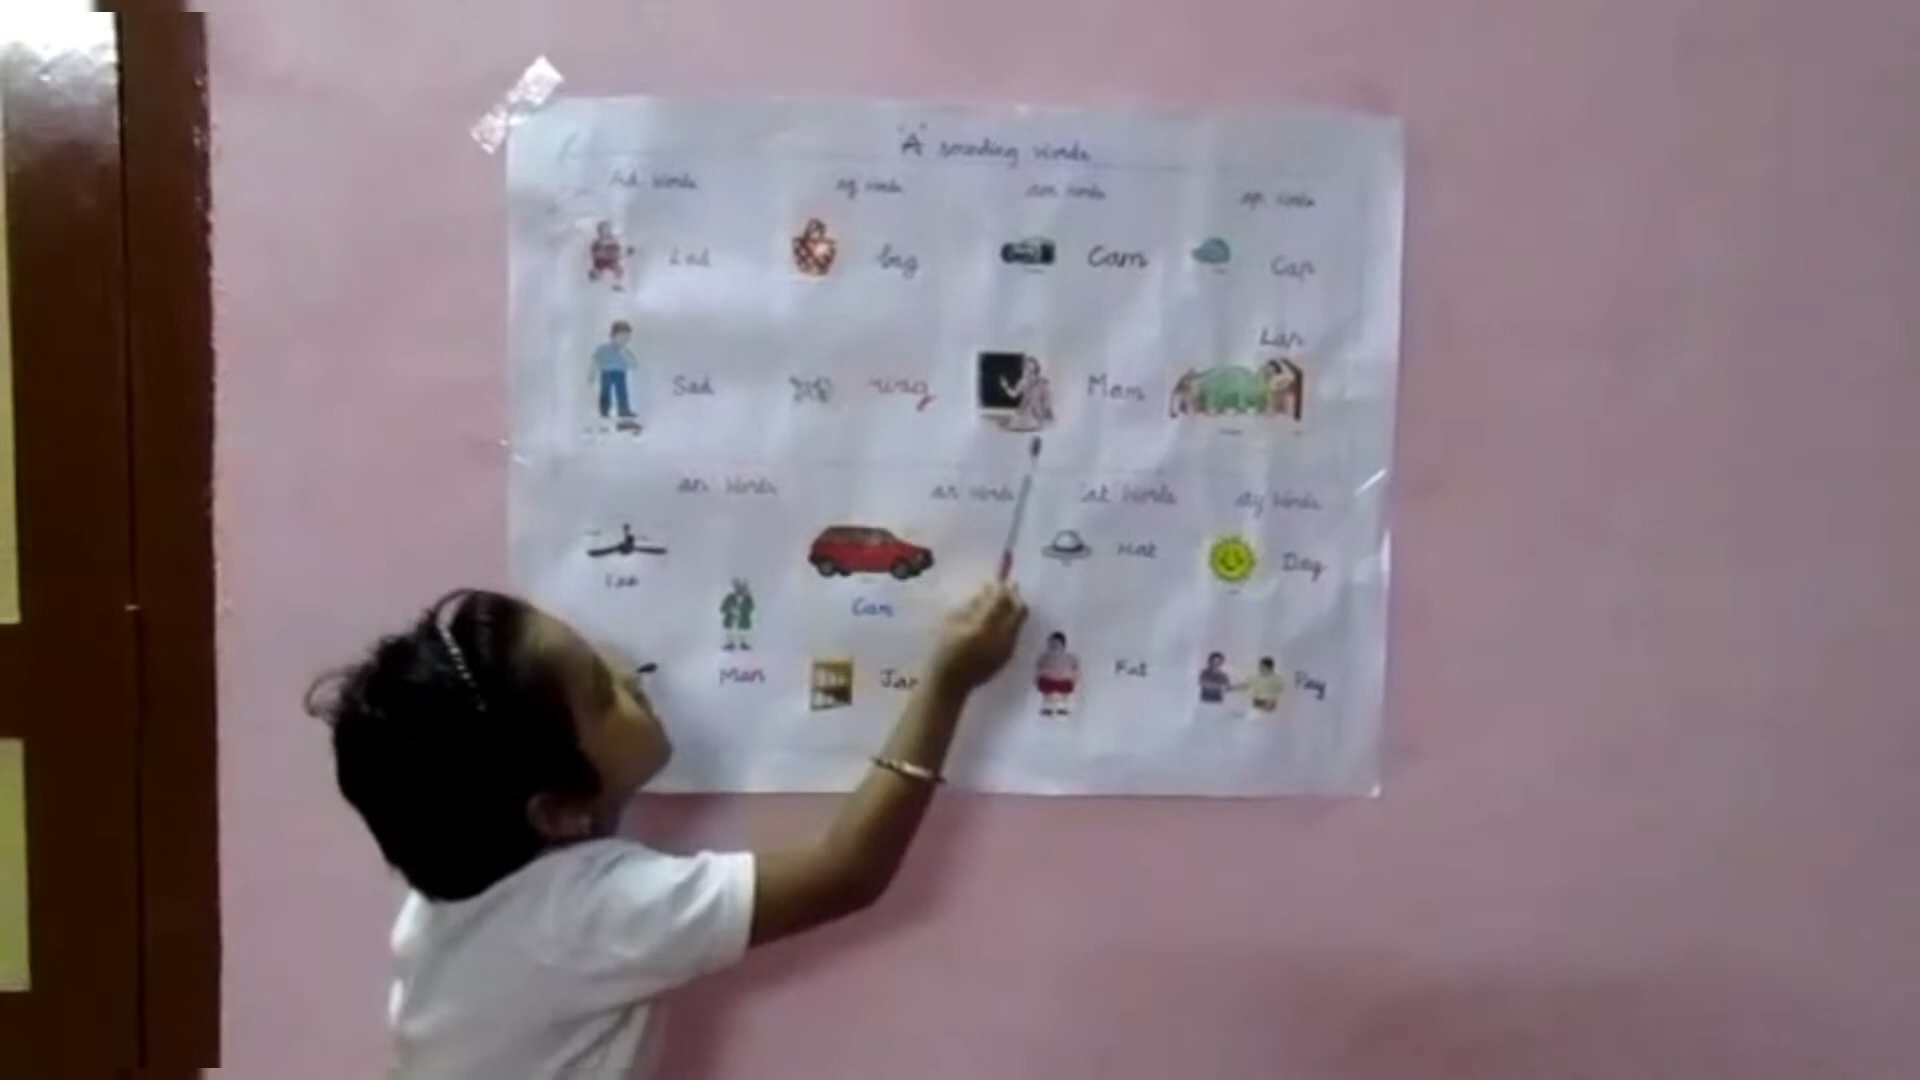 'A' sounding words
Ad words ag words am words ap words
Lad bag Cam Cap
Lap
Sad wag Mam
an words ar words at words ay words
Hat Day
Fan
Car
Man Jar Fat Pay